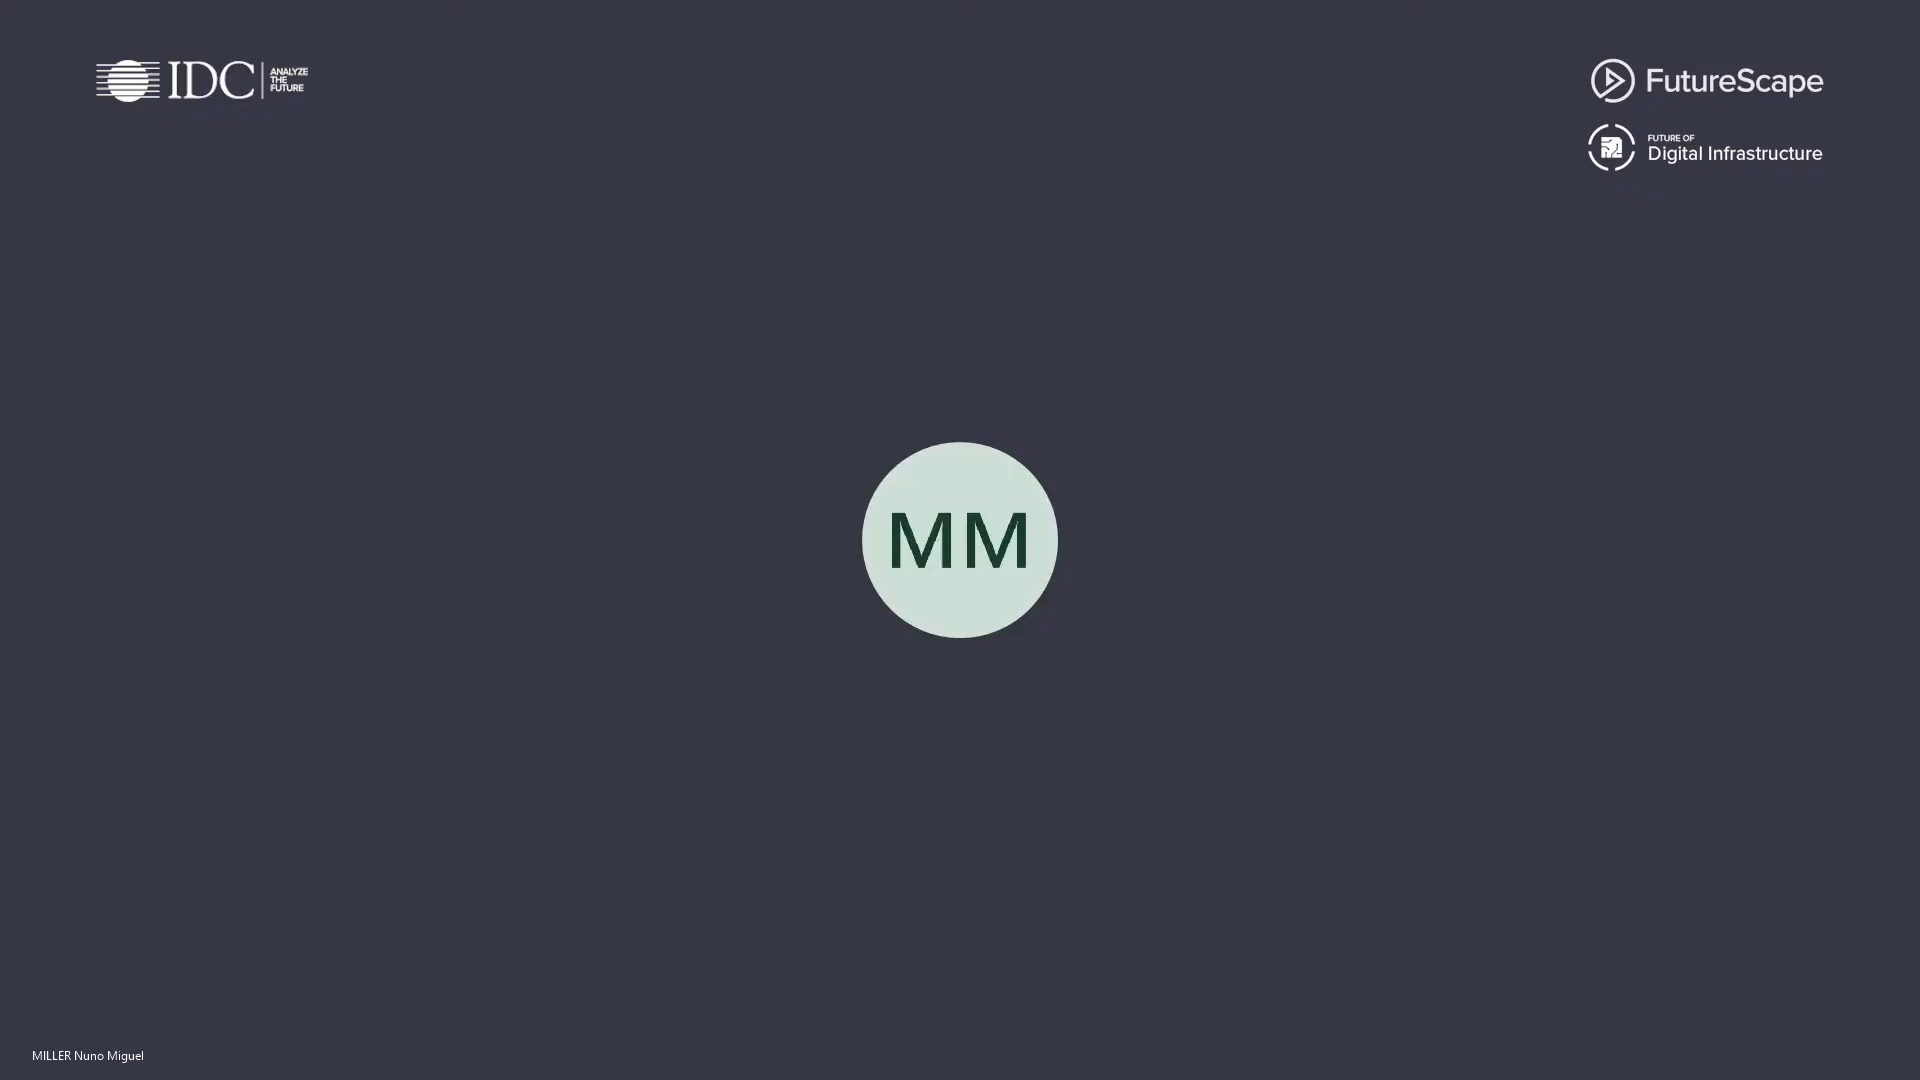 IDC
ANALYZE
THE
FUTURE
FutureScape
FUTURE OF
Digital Infrastructure
MM
MILLER Nuno Miguel